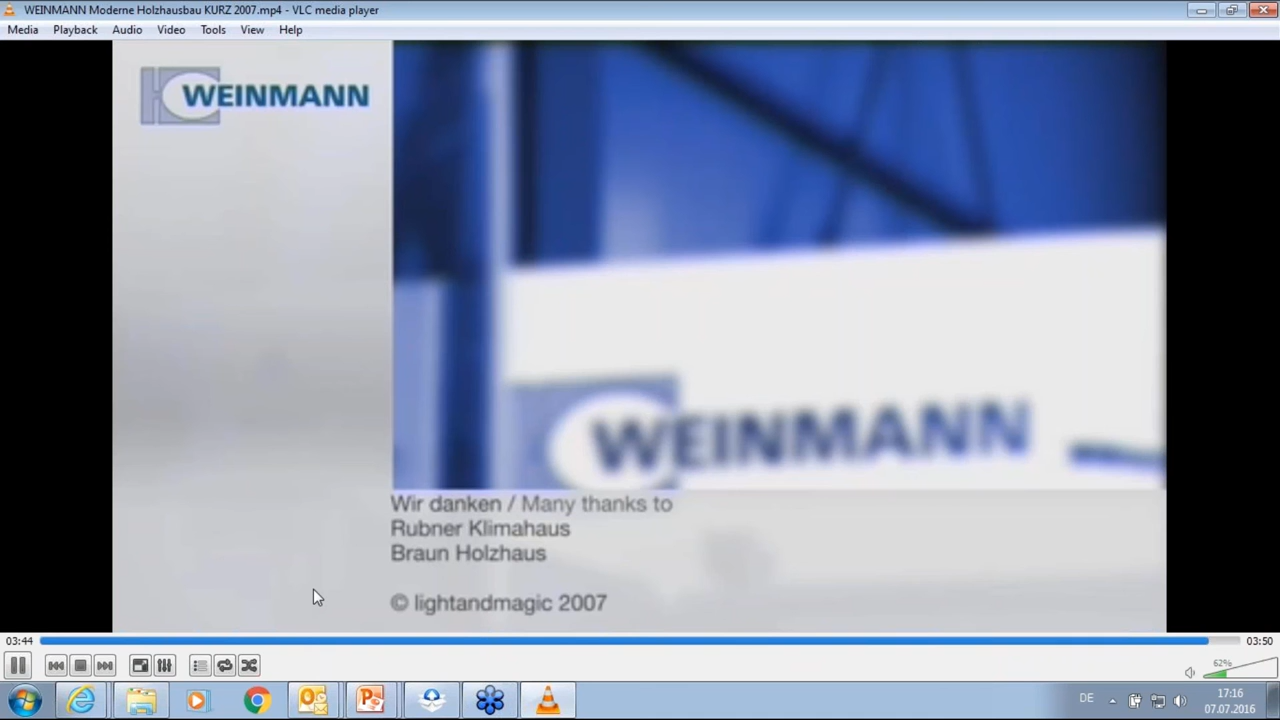 WEINMANN Moderne Holzhausbau KURZ 2007.mp4 - VLC media player
Media Playback Audio Video Tools View Help
WEINMANN
WEINMANN
Wir danken / Many thanks to
Rubner Klimahaus
Braun Holzhaus
© lightandmagic 2007
03:44 03:50
62%
DE 17:16
07.07.2016